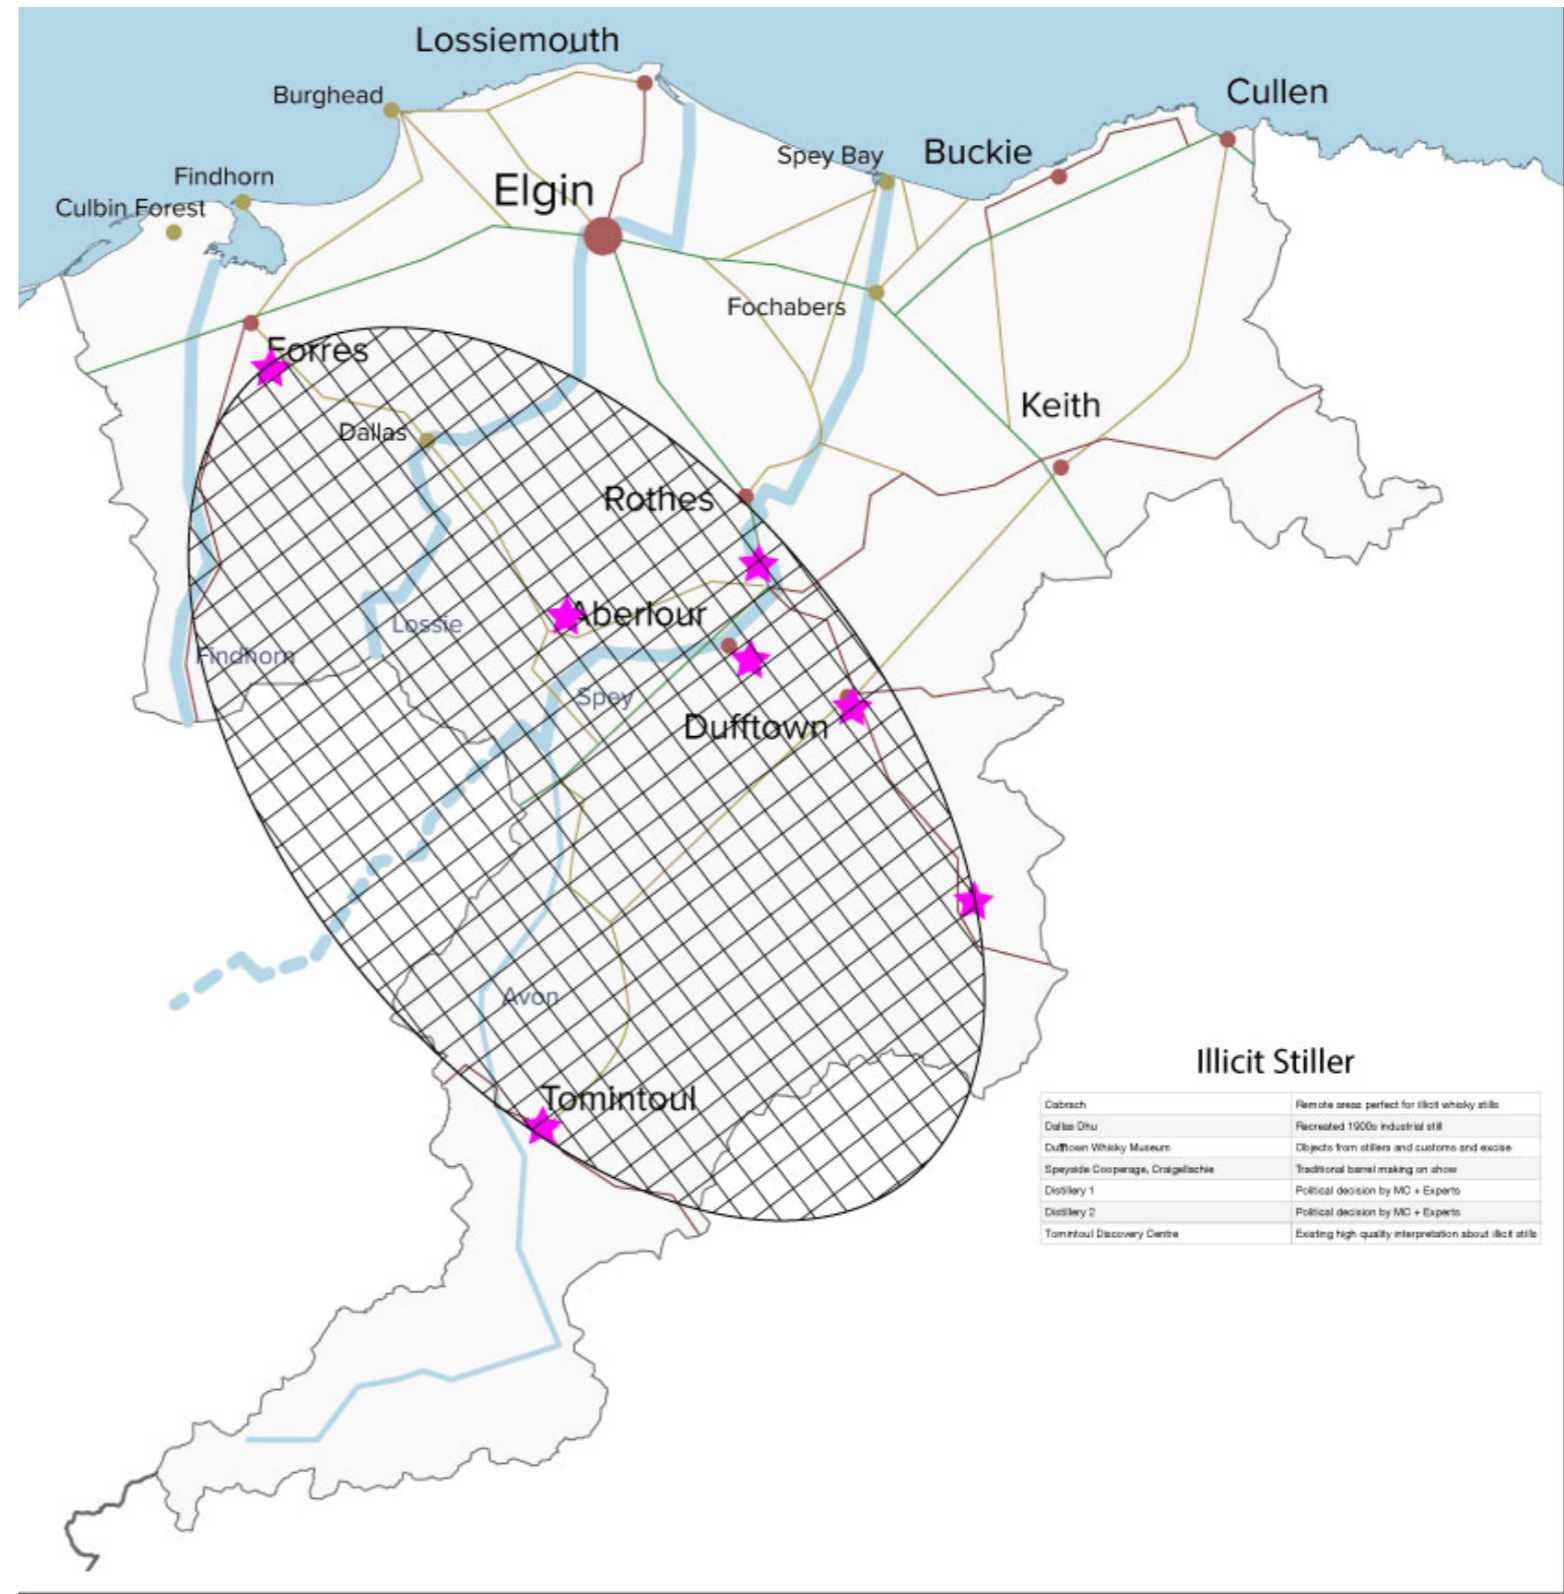 Lossiemouth
Cullen
Burghead
Buckie
Spey Bay
Findhorn
Elgin
Culbin Forest
Fochabers
Forres
Keith
Dallas
Rothes
Aberlour
Lossie
Findhorn
Spey
Dufftown
Avon
Tomintoul
Illicit Stiller
Cabrach Remote areas perfect for illicit whisky stills
Dallas Dhu Recreated 1900s industrial still
Dufftown Whisky Museum Objects from stillers and customs and excise
Speyside Cooperage, Craigellachie Traditional barrel making on show
Distillery 1 Political decision by MC + Experts
Distillery 2 Political decision by MC + Experts
Tomintoul Discovery Centre Existing high quality interpretation about illicit stills